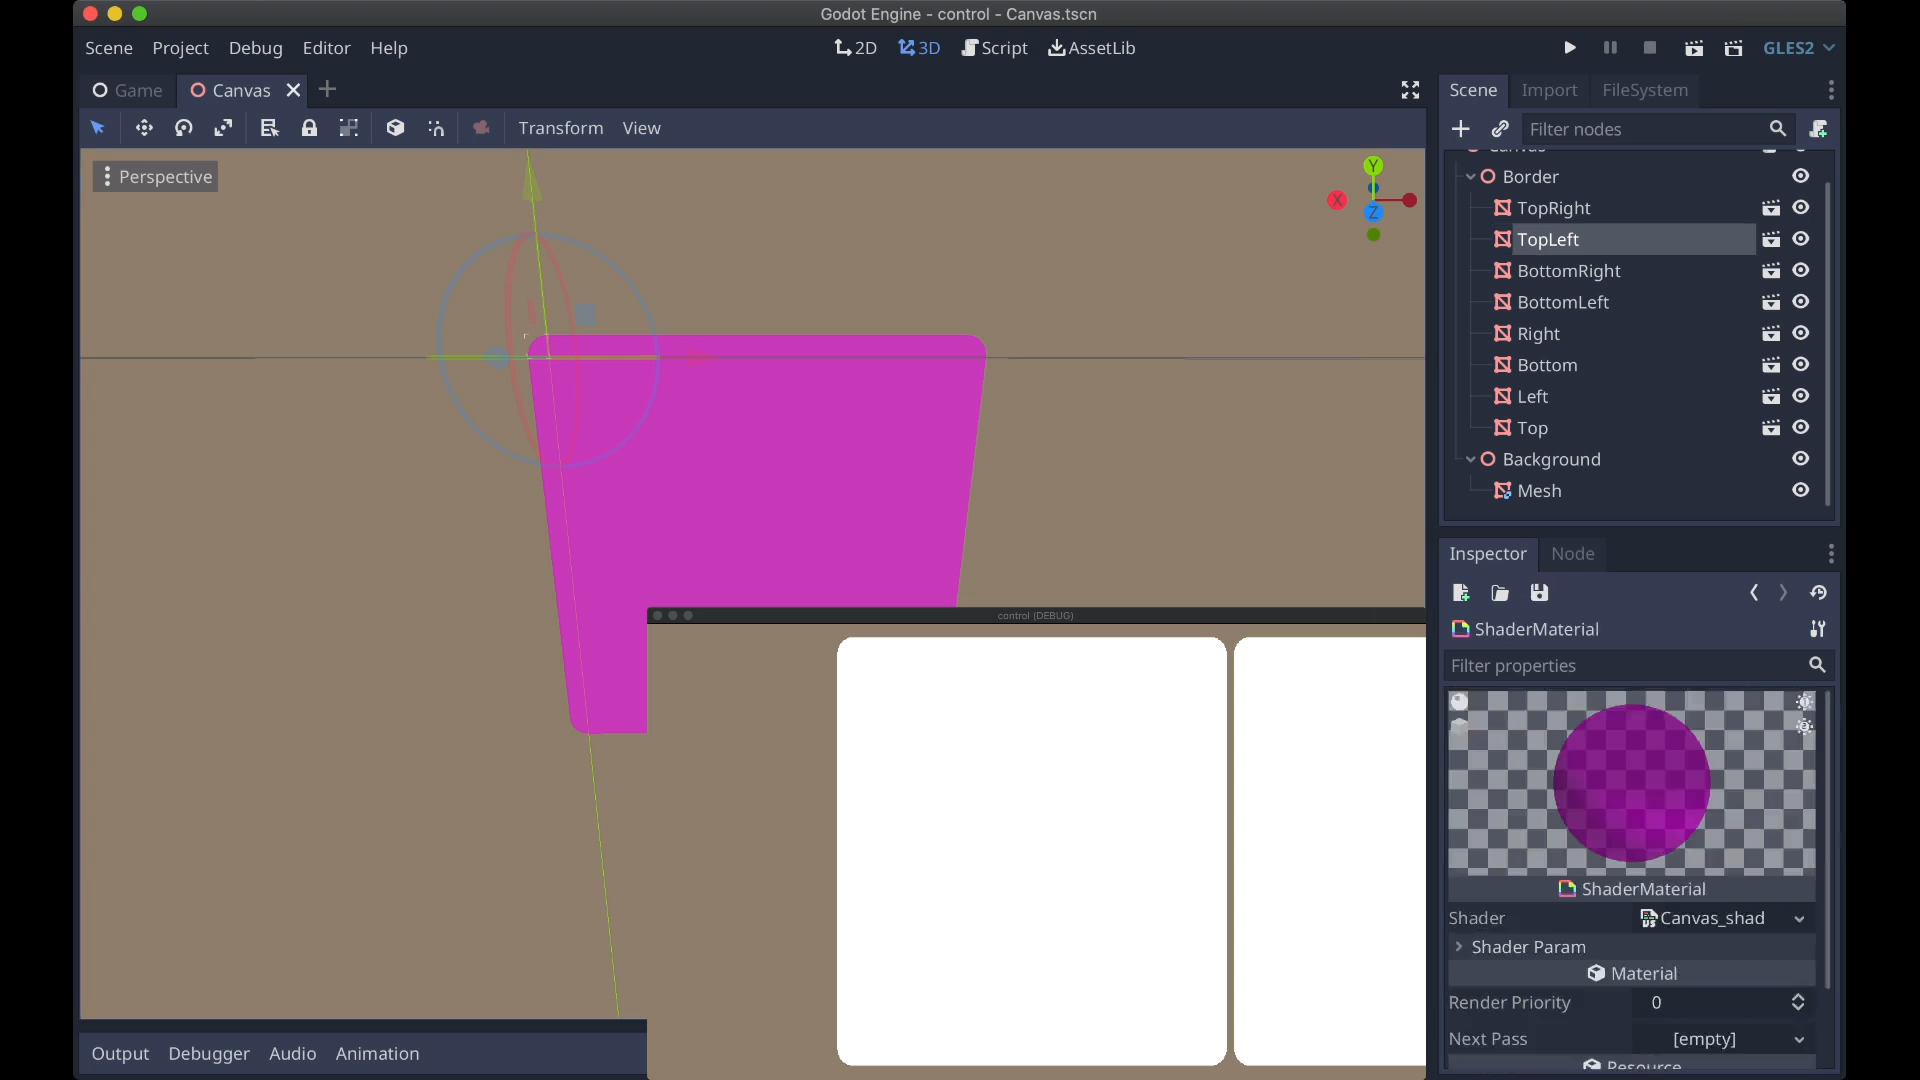 Godot Engine - control - Canvas.tscn
Scene Project Debug Editor Help
2D 3D Script AssetLib
GLES2
Game Canvas
Scene Import FileSystem
Transform View
Filter nodes
Perspective
Y
X
Z
Canvas
Border
TopRight
TopLeft
BottomRight
BottomLeft
Right
Bottom
Left
Top
Background
Mesh
Inspector Node
ShaderMaterial
Filter properties
ShaderMaterial
Shader Canvas_shad
Shader Param
Material
Render Priority 0
Next Pass [empty]
Resource
control (DEBUG)
Output Debugger Audio Animation